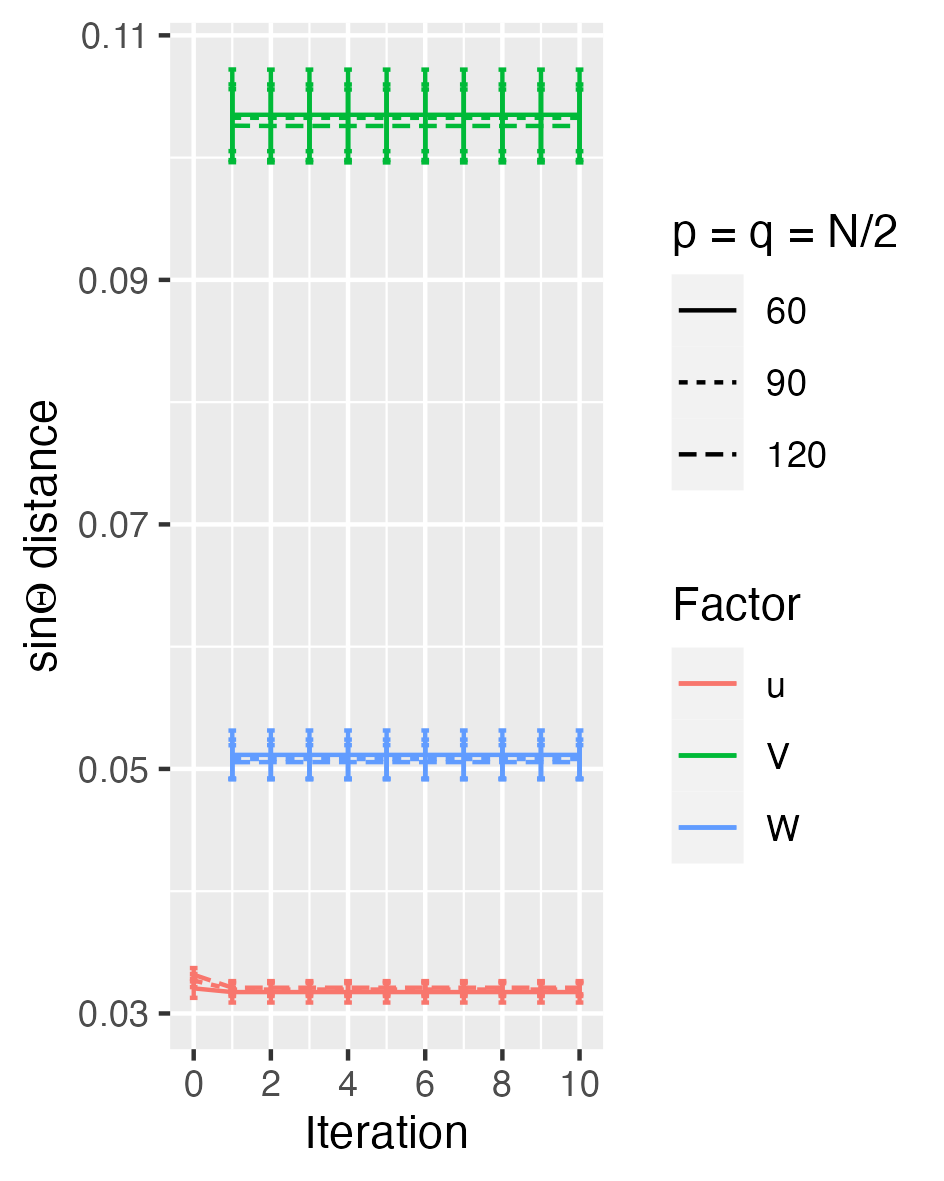 0.11
0.09
0.07
0.05
0.03
sinΘ distance
0 2 4 6 8 10
Iteration
p = q = N/2
60
90
120
Factor
u
V
W